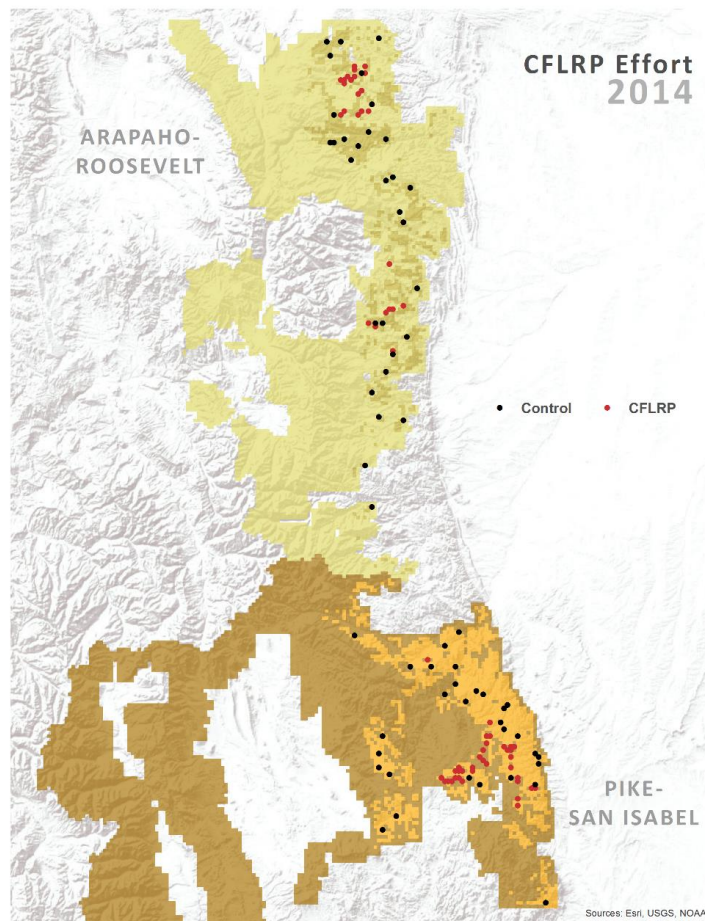 CFLRP Effort
2014
ARAPAHO-
ROOSEVELT
Control
CFLRP
PIKE-
SAN ISABEL
Sources: Esri, USGS, NOAA